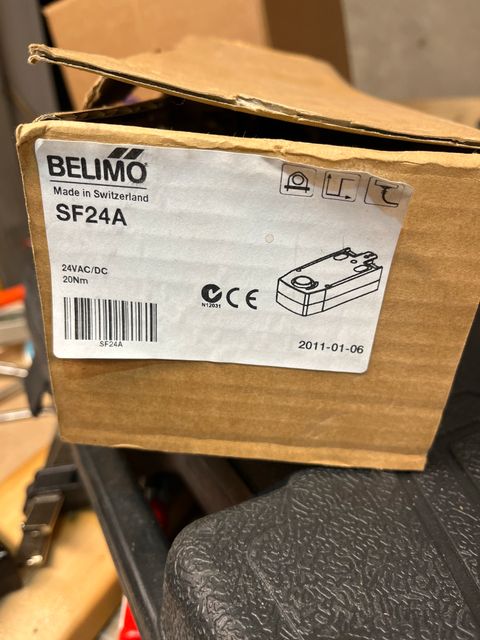 BELIMO®
Made in Switzerland
SF24A
24VAC/DC
20Nm
N12031
CE
SF24A
2011-01-06